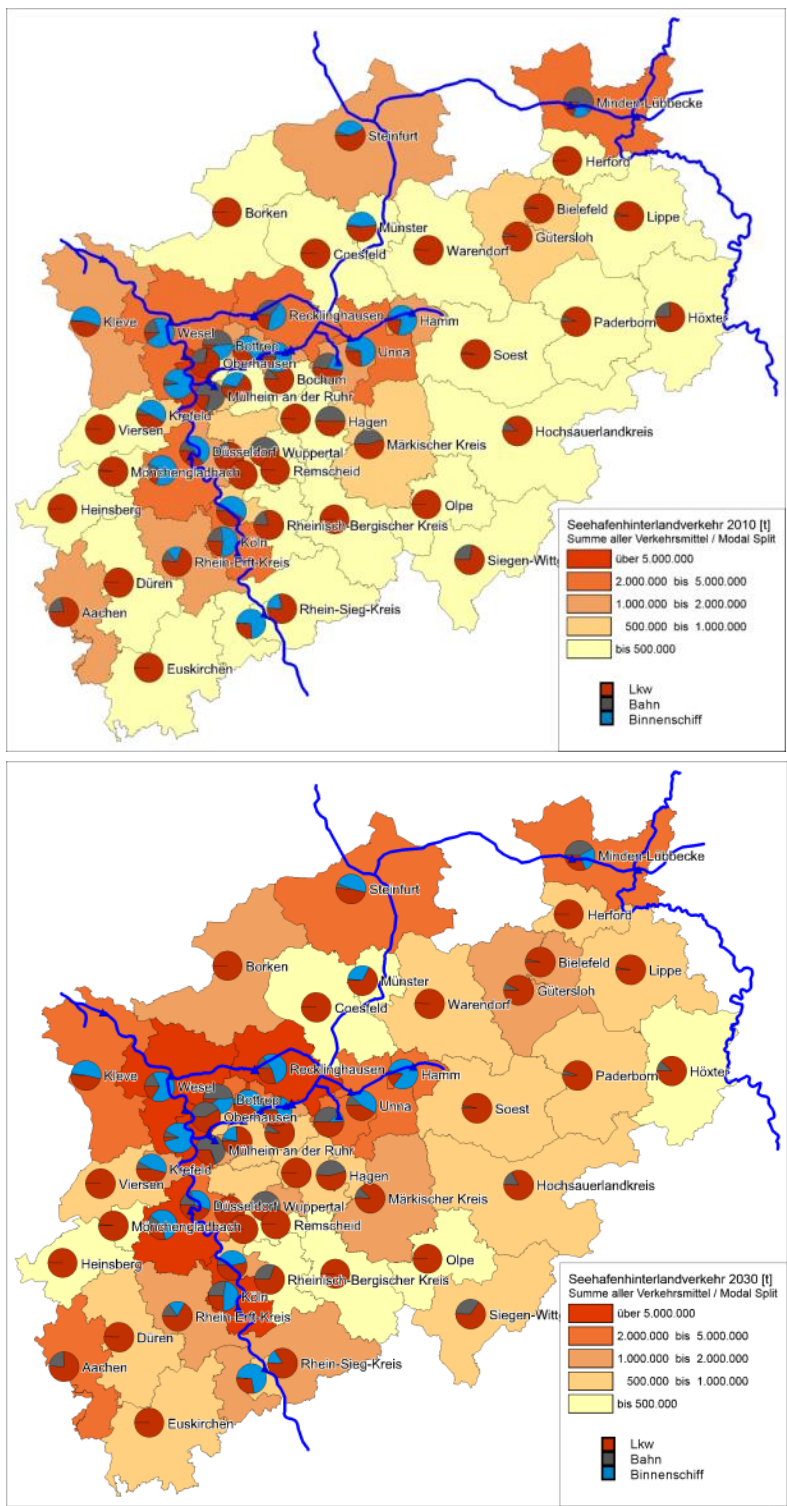 Minden-Lübbecke
Steinfurt
Herford
Borken
Bielefeld
Lippe
Münster
Gütersloh
Coesfeld
Warendorf
Kleve
Wesel
Recklinghausen
Hamm
Paderborn
Höxter
Bottrop
Unna
Soest
Oberhausen
Bochum
Mülheim an der Ruhr
Krefeld
Hagen
Viersen
Hochsauerlandkreis
Märkischer Kreis
Düsseldorf
Wuppertal
Mönchengladbach
Remscheid
Heinsberg
Olpe
Rheinisch-Bergischer Kreis
Köln
Rhein-Erft-Kreis
Siegen-Wittg
Düren
Aachen
Rhein-Sieg-Kreis
Euskirchen
Seehafenhinterlandverkehr 2010 [t]
Summe aller Verkehrsmittel / Modal Split
über 5.000.000
2.000.000 bis 5.000.000
1.000.000 bis 2.000.000
500.000 bis 1.000.000
bis 500.000
Lkw
Bahn
Binnenschiff
Minden-Lübbecke
Steinfurt
Herford
Borken
Bielefeld
Lippe
Münster
Gütersloh
Coesfeld
Warendorf
Kleve
Wesel
Recklinghausen
Hamm
Paderborn
Höxter
Bottrop
Unna
Soest
Oberhausen
Mülheim an der Ruhr
Krefeld
Hagen
Viersen
Hochsauerlandkreis
Märkischer Kreis
Düsseldorf
Wuppertal
Mönchengladbach
Remscheid
Heinsberg
Olpe
Rheinisch-Bergischer Kreis
Köln
Rhein-Erft-Kreis
Siegen-Wittg
Düren
Aachen
Rhein-Sieg-Kreis
Euskirchen
Seehafenhinterlandverkehr 2030 [t]
Summe aller Verkehrsmittel / Modal Split
über 5.000.000
2.000.000 bis 5.000.000
1.000.000 bis 2.000.000
500.000 bis 1.000.000
bis 500.000
Lkw
Bahn
Binnenschiff